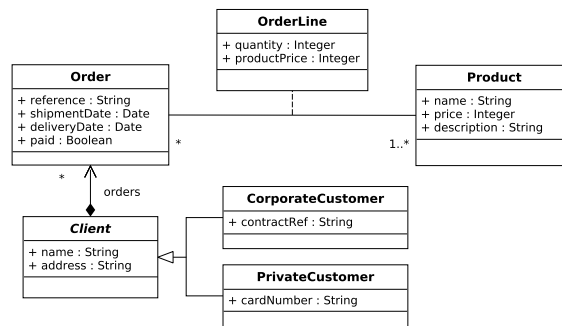 OrderLine
+ quantity : Integer
+ productPrice : Integer
Order
+ reference : String
+ shipmentDate : Date
+ deliveryDate : Date
+ paid : Boolean
Product
+ name : String
+ price : Integer
+ description : String
*
1..*
*
orders
Client
+ name : String
+ address : String
CorporateCustomer
+ contractRef : String
PrivateCustomer
+ cardNumber : String